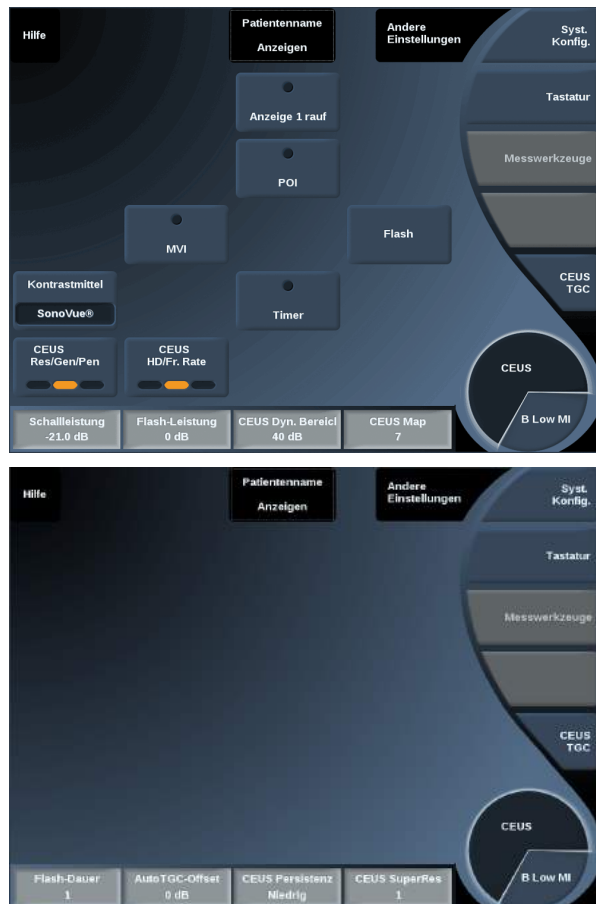 Hilfe
Patientenname
Anzeigen
Andere
Einstellungen
Syst.
Konfig.
Anzeige 1 rauf
Tastatur
POI
Messwerkzeuge
MVI
Flash
Kontrastmittel
SonoVue®
Timer
CEUS
TGC
CEUS
Res/Gen/Pen
CEUS
HD/Fr. Rate
CEUS
B Low MI
Schallleistung
-21.0 dB
Flash-Leistung
0 dB
CEUS Dyn. Bereicl
40 dB
CEUS Map
7
Hilfe
Patientenname
Anzeigen
Andere
Einstellungen
Syst.
Konfig.
Tastatur
Messwerkzeuge
CEUS
TGC
CEUS
B Low MI
Flash-Dauer
1
AutoTGC-Offset
0 dB
CEUS Persistenz
Niedrig
CEUS SuperRes
1